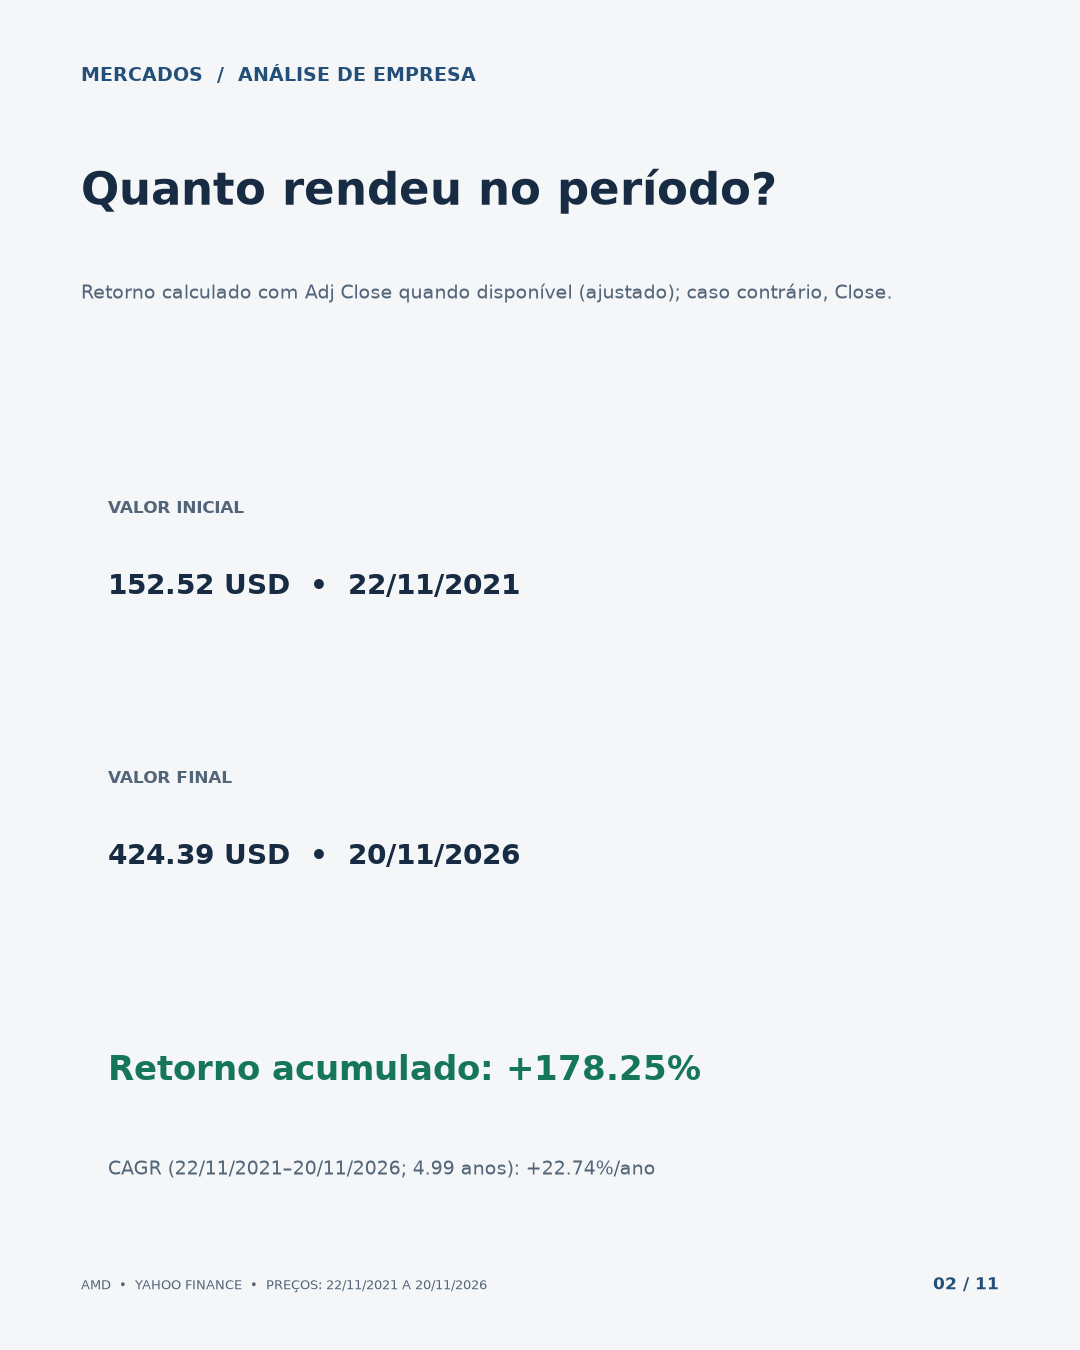 MERCADOS / ANÁLISE DE EMPRESA
Quanto rendeu no período?
Retorno calculado com Adj Close quando disponível (ajustado); caso contrário, Close.
VALOR INICIAL
152.52 USD • 22/11/2021
VALOR FINAL
424.39 USD • 20/11/2026
Retorno acumulado: +178.25%
CAGR (22/11/2021–20/11/2026; 4.99 anos): +22.74%/ano
AMD • YAHOO FINANCE • PREÇOS: 22/11/2021 A 20/11/2026
02 / 11